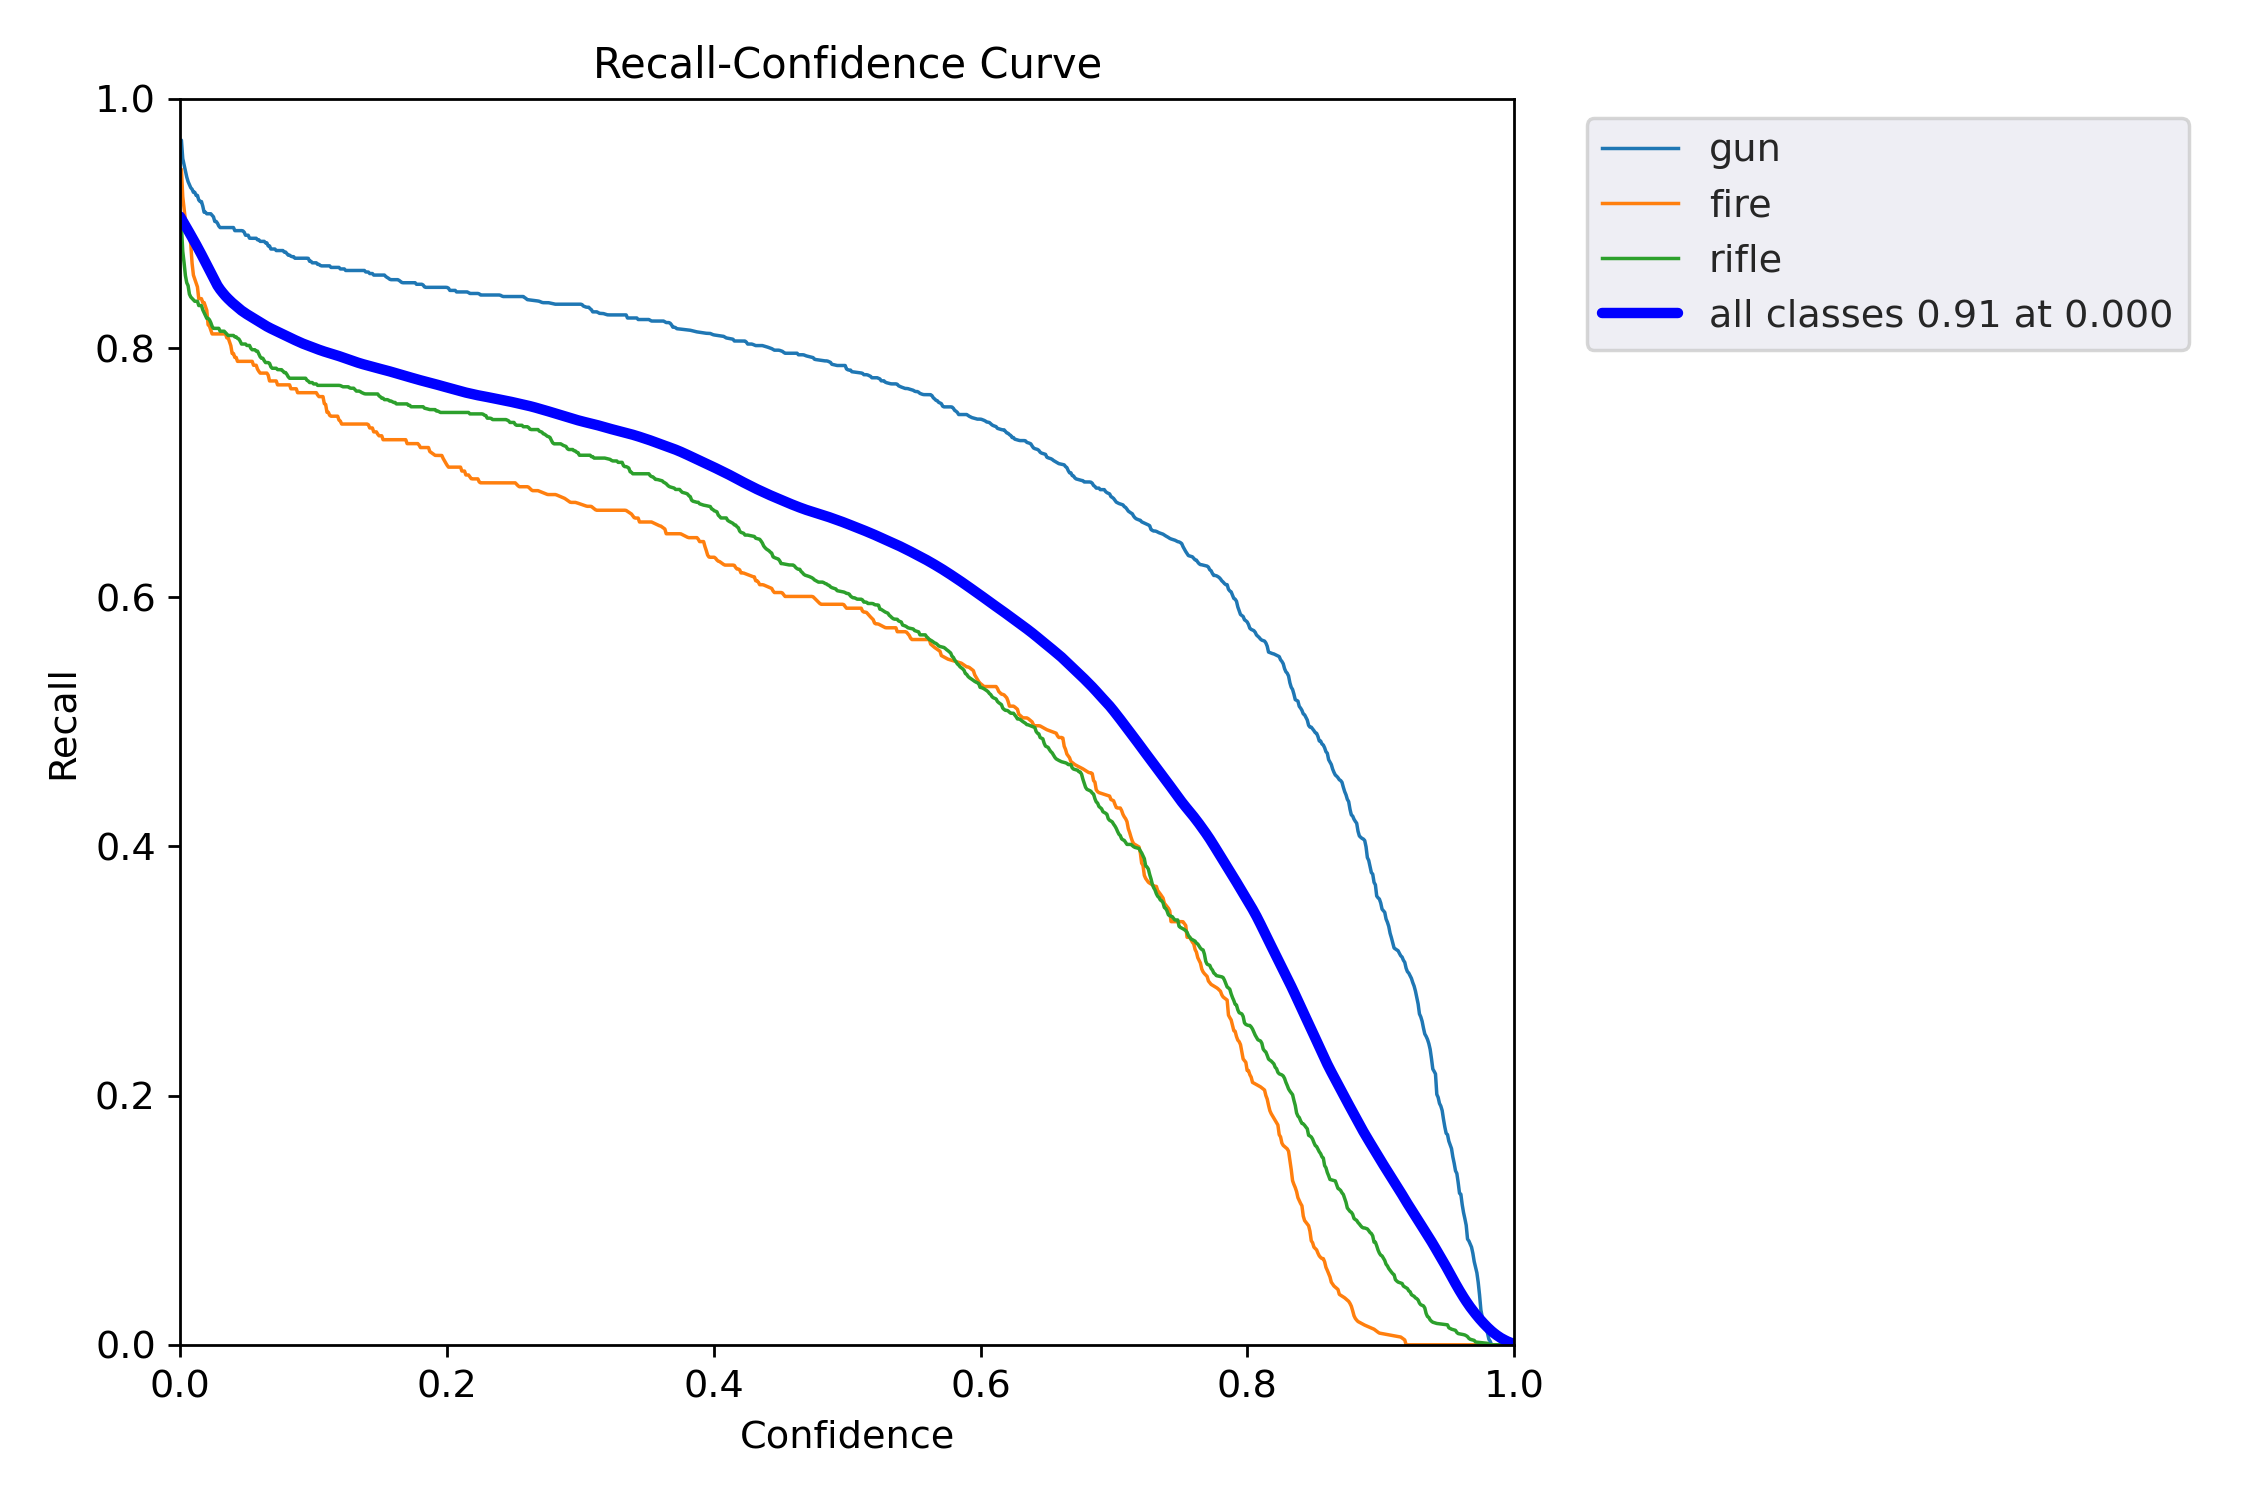 Recall-Confidence Curve
1.0
0.8
0.6
0.4
0.2
0.0
Recall
0.0 0.2 0.4 0.6 0.8 1.0
Confidence
gun
fire
rifle
all classes 0.91 at 0.000